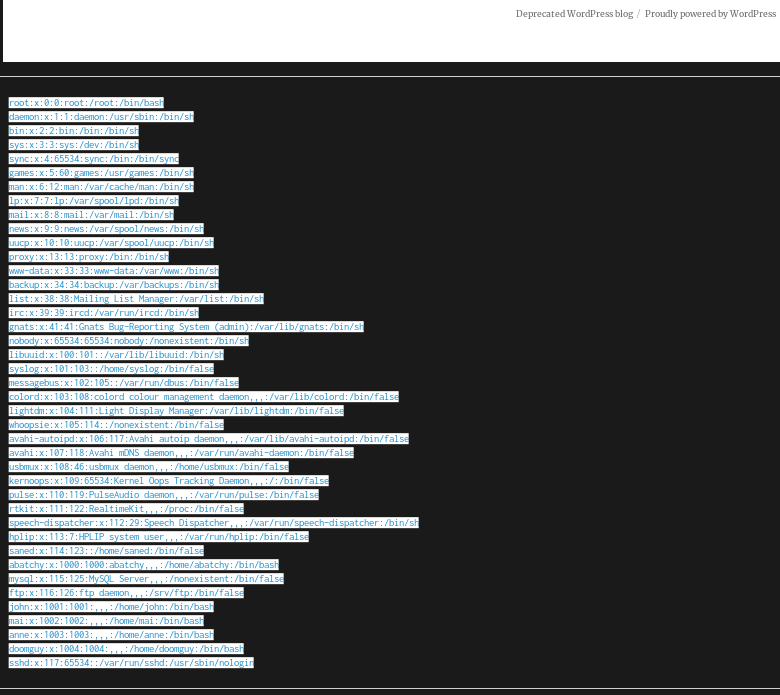 Deprecated WordPress blog / Proudly powered by WordPress
root:x:0:0:root:/root:/bin/bash
daemon:x:1:1:daemon:/usr/sbin:/bin/sh
bin:x:2:2:bin:/bin:/bin/sh
sys:x:3:3:sys:/dev:/bin/sh
sync:x:4:65534:sync:/bin:/bin/sync
games:x:5:60:games:/usr/games:/bin/sh
man:x:6:12:man:/var/cache/man:/bin/sh
lp:x:7:7:lp:/var/spool/lpd:/bin/sh
mail:x:8:8:mail:/var/mail:/bin/sh
news:x:9:9:news:/var/spool/news:/bin/sh
uucp:x:10:10:uucp:/var/spool/uucp:/bin/sh
proxy:x:13:13:proxy:/bin:/bin/sh
www-data:x:33:33:www-data:/var/www:/bin/sh
backup:x:34:34:backup:/var/backups:/bin/sh
list:x:38:38:Mailing List Manager:/var/list:/bin/sh
irc:x:39:39:ircd:/var/run/ircd:/bin/sh
gnats:x:41:41:Gnats Bug-Reporting System (admin):/var/lib/gnats:/bin/sh
nobody:x:65534:65534:nobody:/nonexistent:/bin/sh
libuuid:x:100:101::/var/lib/libuuid:/bin/sh
syslog:x:101:103::/home/syslog:/bin/false
messagebus:x:102:105::/var/run/dbus:/bin/false
colord:x:103:108:colord colour management daemon,,,:/var/lib/colord:/bin/false
lightdm:x:104:111:Light Display Manager:/var/lib/lightdm:/bin/false
whoopsie:x:105:114::/nonexistent:/bin/false
avahi-autoipd:x:106:117:Avahi autoip daemon,,,:/var/lib/avahi-autoipd:/bin/false
avahi:x:107:118:Avahi mDNS daemon,,,:/var/run/avahi-daemon:/bin/false
usbmux:x:108:46:usbmux daemon,,,:/home/usbmux:/bin/false
kernoops:x:109:65534:Kernel Oops Tracking Daemon,,,:/:/bin/false
pulse:x:110:119:PulseAudio daemon,,,:/var/run/pulse:/bin/false
rtkit:x:111:122:RealtimeKit,,,:/proc:/bin/false
speech-dispatcher:x:112:29:Speech Dispatcher,,,:/var/run/speech-dispatcher:/bin/sh
hplip:x:113:7:HPLIP system user,,,:/var/run/hplip:/bin/false
saned:x:114:123::/home/saned:/bin/false
abatchy:x:1000:1000:abatchy,,,:/home/abatchy:/bin/bash
mysql:x:115:125:MySQL Server,,,:/nonexistent:/bin/false
ftp:x:116:126:ftp daemon,,,:/srv/ftp:/bin/false
john:x:1001:1001:,,,:/home/john:/bin/bash
mai:x:1002:1002:,,,:/home/mai:/bin/bash
anne:x:1003:1003:,,,:/home/anne:/bin/bash
doomguy:x:1004:1004:,,,:/home/doomguy:/bin/bash
sshd:x:117:65534::/var/run/sshd:/usr/sbin/nologin